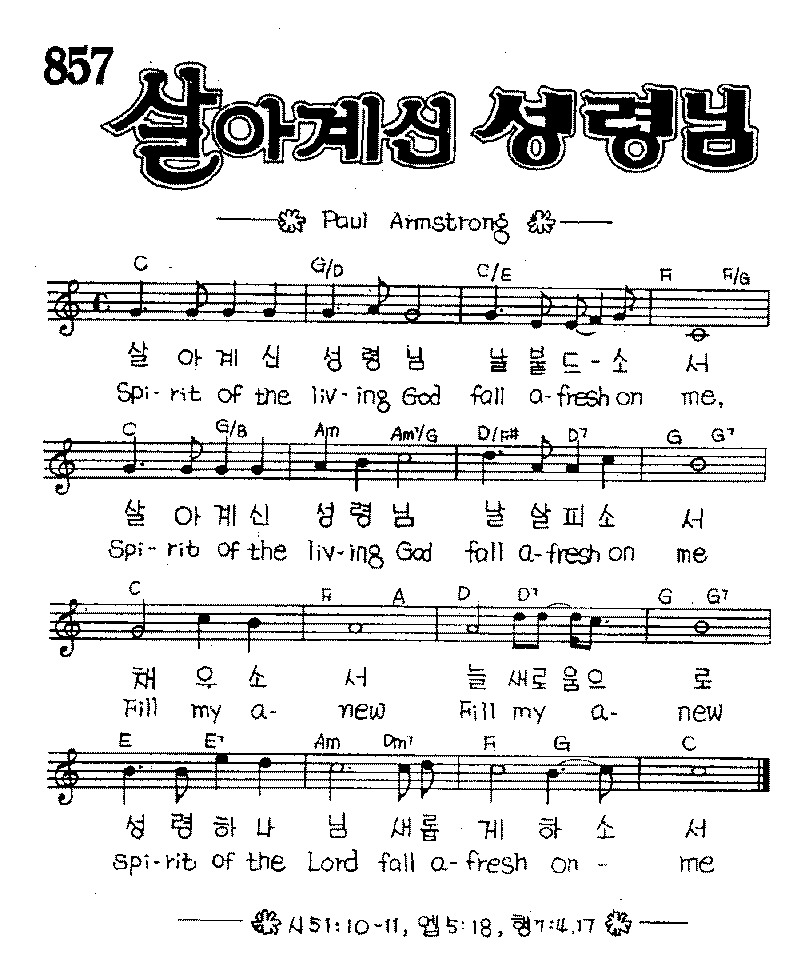 857
살아계신 성령님
Paul Armstrong
C G/D C/E F F/G
살 아 계 신 성 령 님 날 붙 드 - 소 서
Spi- rit of the liv- ing God fall a-fresh on me,
C G/B Am Am7/G D/F# D7 G G7
살 아 계 신 성 령 님 날 살 피 소 서
Spi- rit of the liv-ing God fall a-fresh on me
C F A D D7 G G7
채 우 소 서 늘 새로 움 으 로
Fill my a- new Fill my a- new
E E7 Am Dm7 F G C
성 령 하 나 님 새 롭 게 하 소 서
Spi-rit of the Lord fall a-fresh on - me
시51:10-11, 엡5:18, 행7:4,17